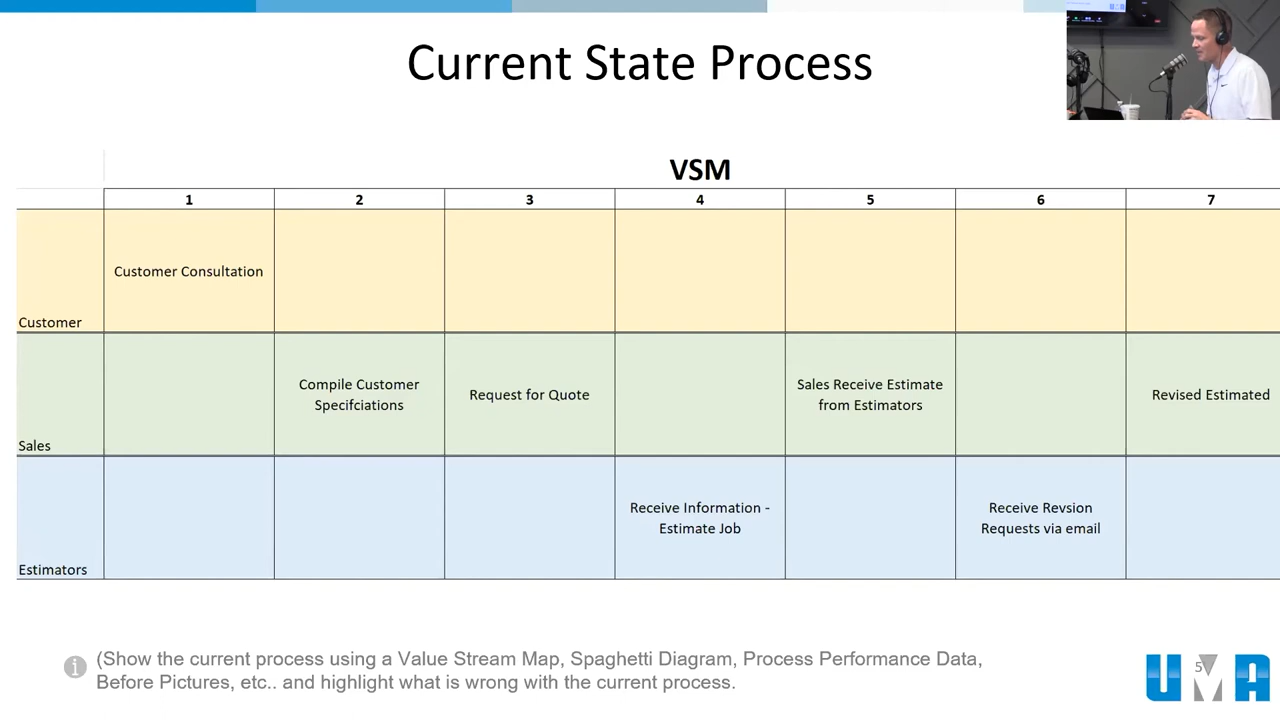 Current State Process
VSM
1 2 3 4 5 6 7
Customer Consultation
Customer
Compile Customer
Specifciations
Request for Quote
Sales Receive Estimate
from Estimators
Revised Estimated
Sales
Receive Information -
Estimate Job
Receive Revsion
Requests via email
Estimators
(Show the current process using a Value Stream Map, Spaghetti Diagram, Process Performance Data,
Before Pictures, etc.. and highlight what is wrong with the current process.
5
UMA